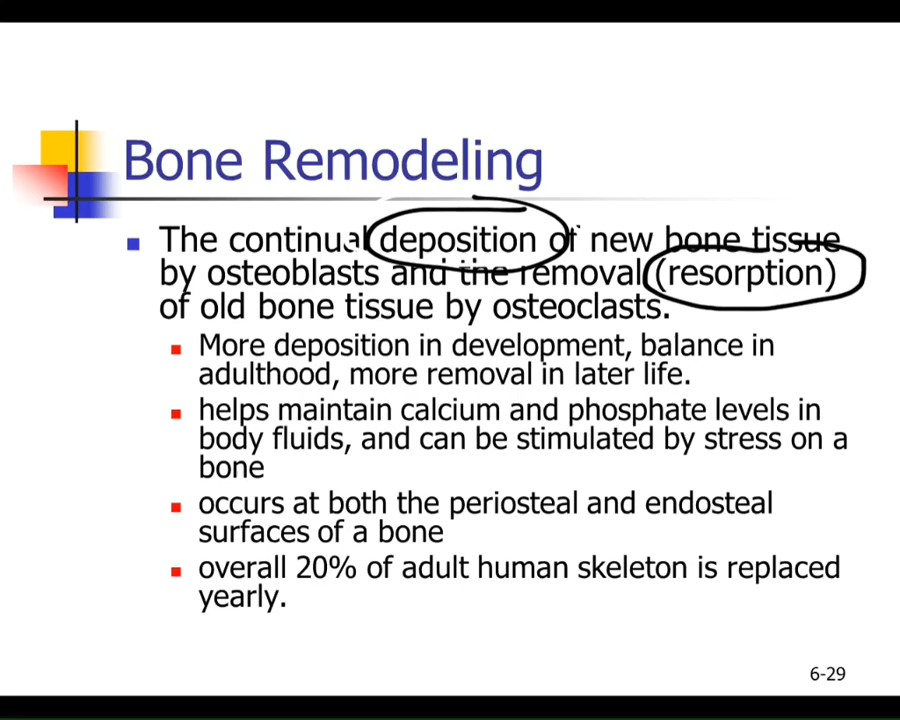 Bone Remodeling
The continual deposition of new bone tissue
by osteoblasts and the removal (resorption)
of old bone tissue by osteoclasts.
More deposition in development, balance in
adulthood, more removal in later life.
helps maintain calcium and phosphate levels in
body fluids, and can be stimulated by stress on a
bone
occurs at both the periosteal and endosteal
surfaces of a bone
overall 20% of adult human skeleton is replaced
yearly.
6-29